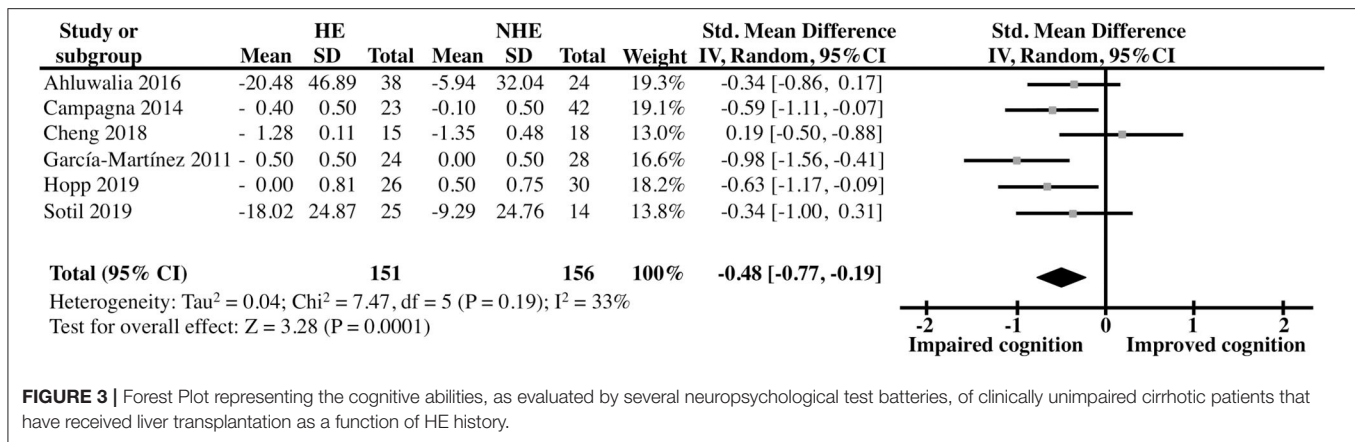 Study or HE NHE Std. Mean Difference Std. Mean Difference
subgroup Mean SD Total Mean SD Total Weight IV, Random, 95%CI IV, Random, 95%CI
Ahluwalia 2016 -20.48 46.89 38 -5.94 32.04 24 19.3% -0.34 [-0.86, 0.17]
Campagna 2014 - 0.40 0.50 23 -0.10 0.50 42 19.1% -0.59 [-1.11, -0.07]
Cheng 2018 - 1.28 0.11 15 -1.35 0.48 18 13.0% 0.19 [-0.50, -0.88]
García-Martínez 2011 - 0.50 0.50 24 0.00 0.50 28 16.6% -0.98 [-1.56, -0.41]
Hopp 2019 - 0.00 0.81 26 0.50 0.75 30 18.2% -0.63 [-1.17, -0.09]
Sotil 2019 -18.02 24.87 25 -9.29 24.76 14 13.8% -0.34 [-1.00, 0.31]
Total (95% CI) 151 156 100% -0.48 [-0.77, -0.19]
Heterogeneity: Tau² = 0.04; Chi² = 7.47, df = 5 (P = 0.19); I² = 33%
Test for overall effect: Z = 3.28 (P = 0.0001)
-2 -1 0 1 2
Impaired cognition Improved cognition
FIGURE 3 | Forest Plot representing the cognitive abilities, as evaluated by several neuropsychological test batteries, of clinically unimpaired cirrhotic patients that
have received liver transplantation as a function of HE history.